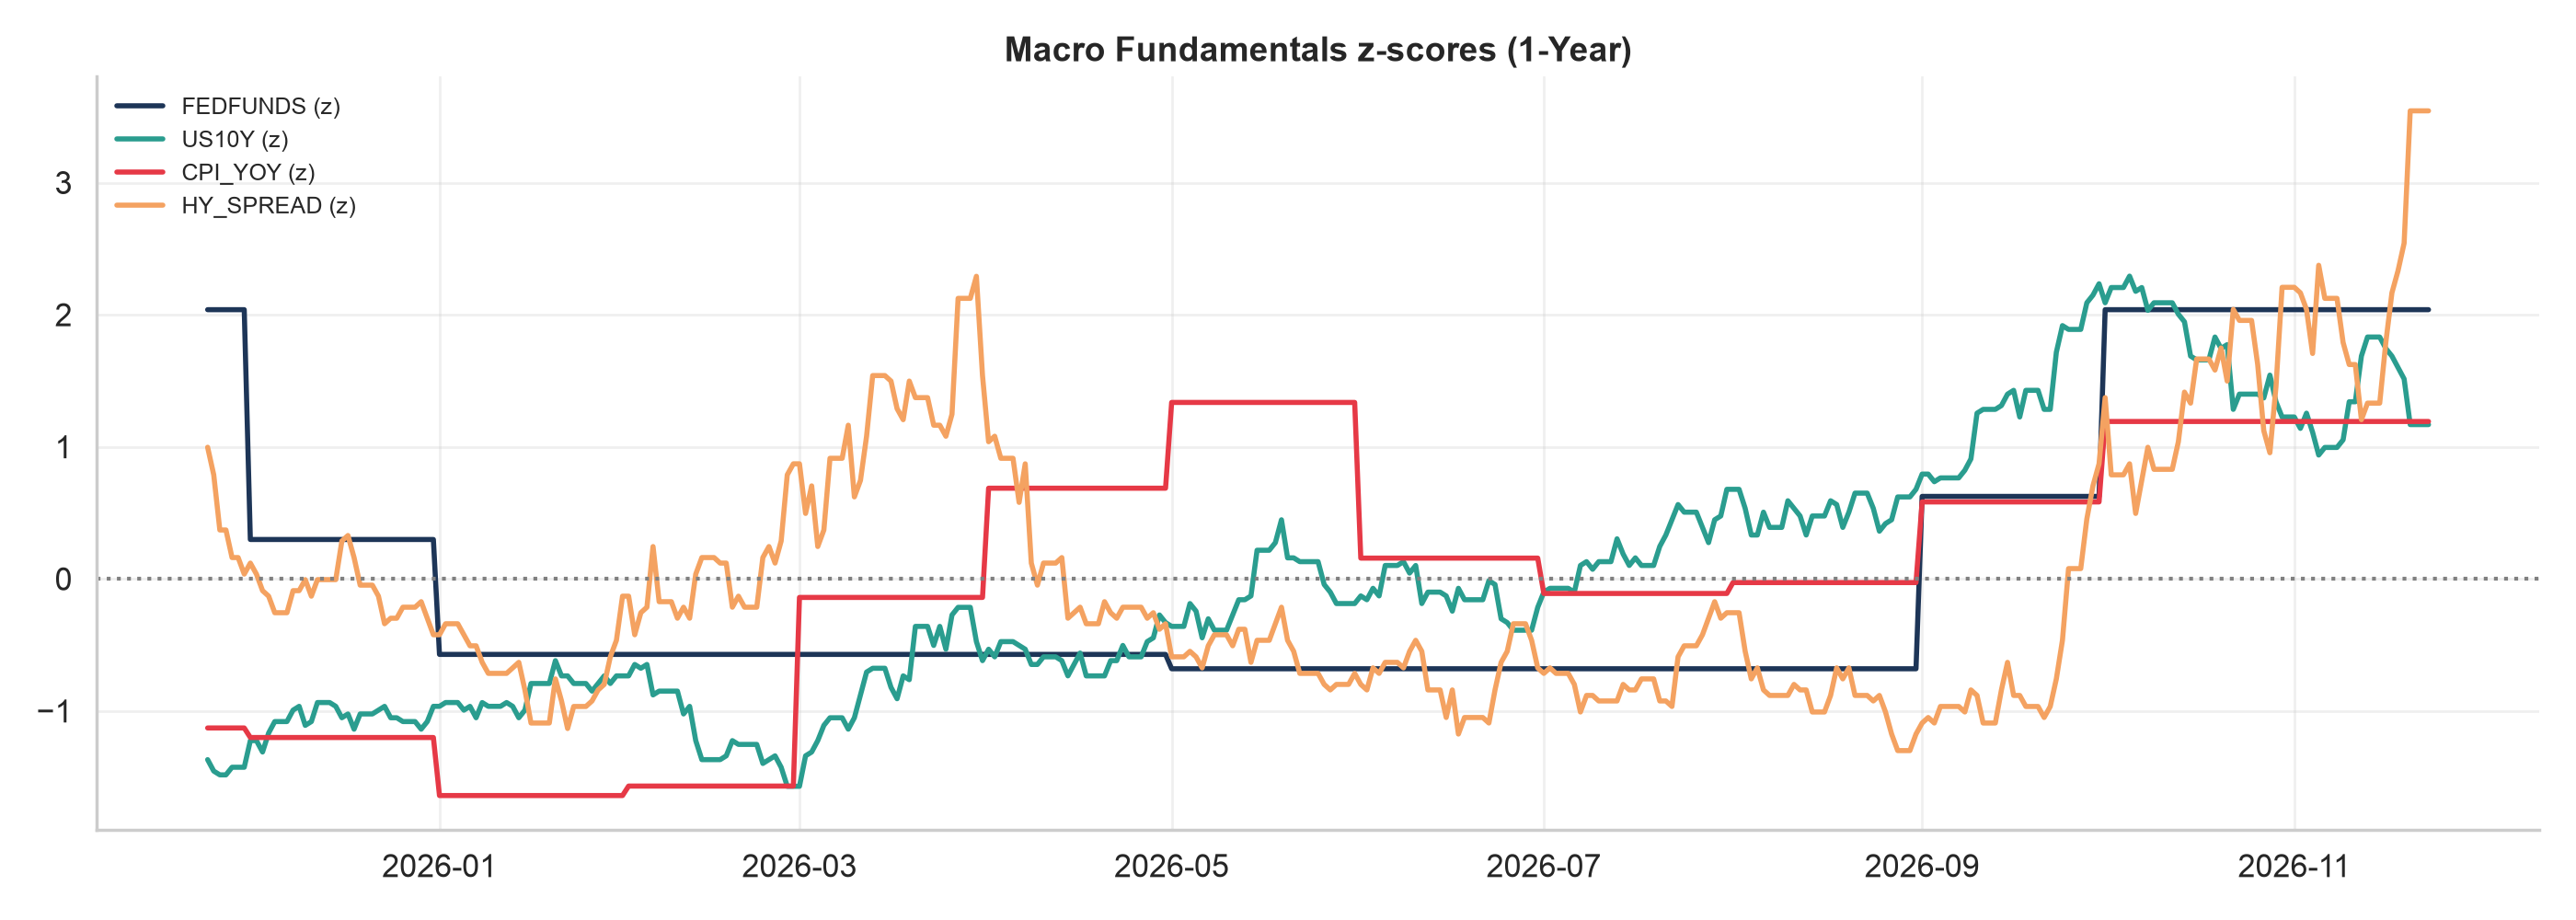 Macro Fundamentals z-scores (1-Year)
FEDFUNDS (z)
US10Y (z)
CPI_YOY (z)
HY_SPREAD (z)
3
2
1
0
−1
2026-01 2026-03 2026-05 2026-07 2026-09 2026-11